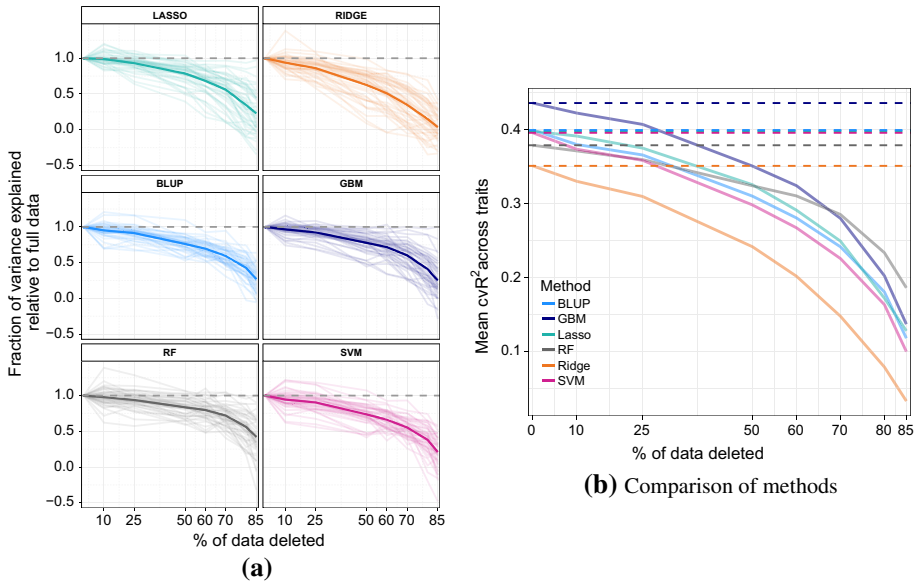 LASSO
RIDGE
1.0
0.5
0.0
−0.5
BLUP
GBM
1.0
0.5
0.0
−0.5
RF
SVM
1.0
0.5
0.0
−0.5
10 25 50 60 70 85
10 25 50 60 70 85
Fraction of variance explained
relative to full data
% of data deleted
(a)
0.4
0.3
0.2
0.1
Mean cvR²across traits
Method
BLUP
GBM
Lasso
RF
Ridge
SVM
0 10 25 50 60 70 80 85
% of data deleted
(b) Comparison of methods